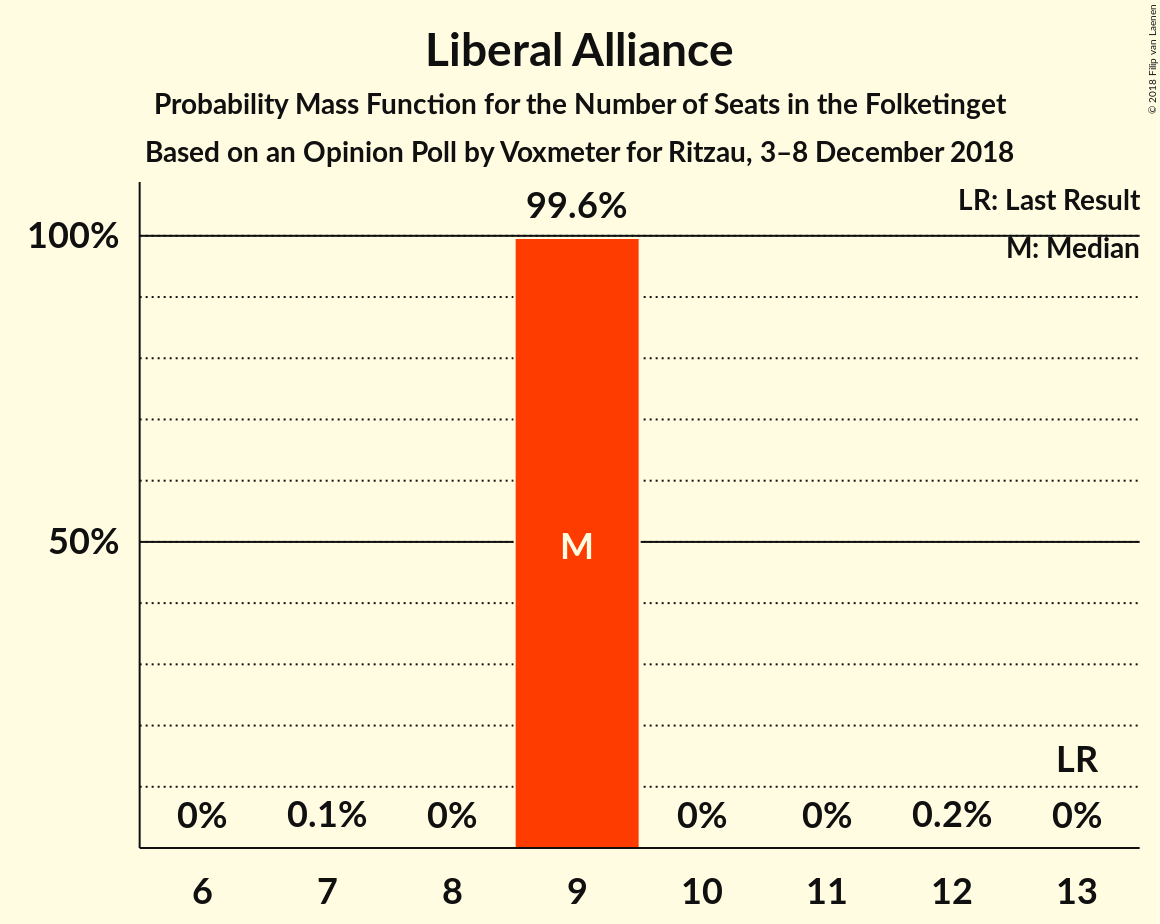 Liberal Alliance
Probability Mass Function for the Number of Seats in the Folketinget
Based on an Opinion Poll by Voxmeter for Ritzau, 3–8 December 2018
© 2018 Filip van Laenen
LR: Last Result
M: Median
99.6%
100%
50%
M
LR
0% 0.1% 0% 0% 0% 0.2% 0%
6 7 8 9 10 11 12 13